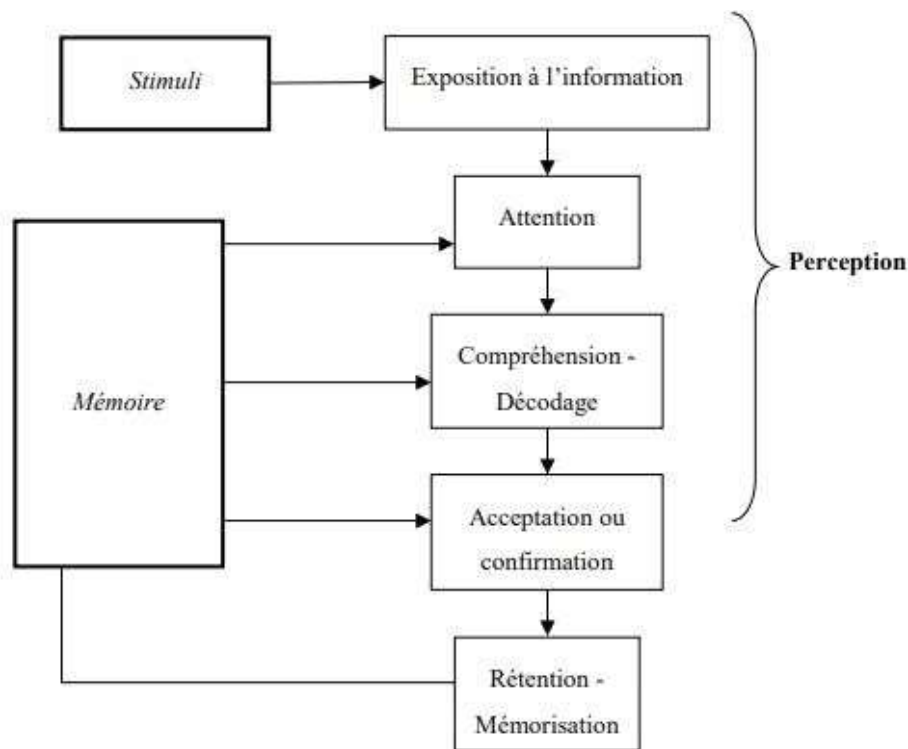 Stimuli
Exposition à l’information
Attention
Perception
Compréhension -
Décodage
Mémoire
Acceptation ou
confirmation
Rétention -
Mémorisation